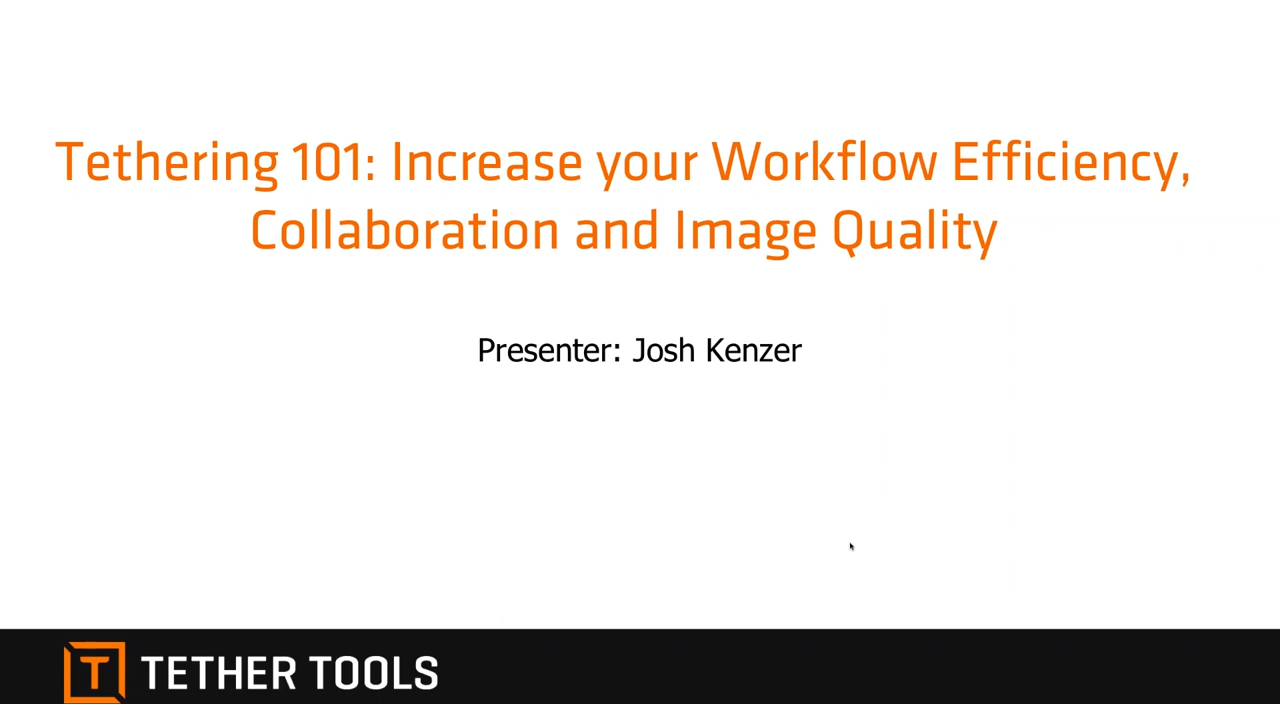 Tethering 101: Increase your Workflow Efficiency,
Collaboration and Image Quality
Presenter: Josh Kenzer
T TETHER TOOLS